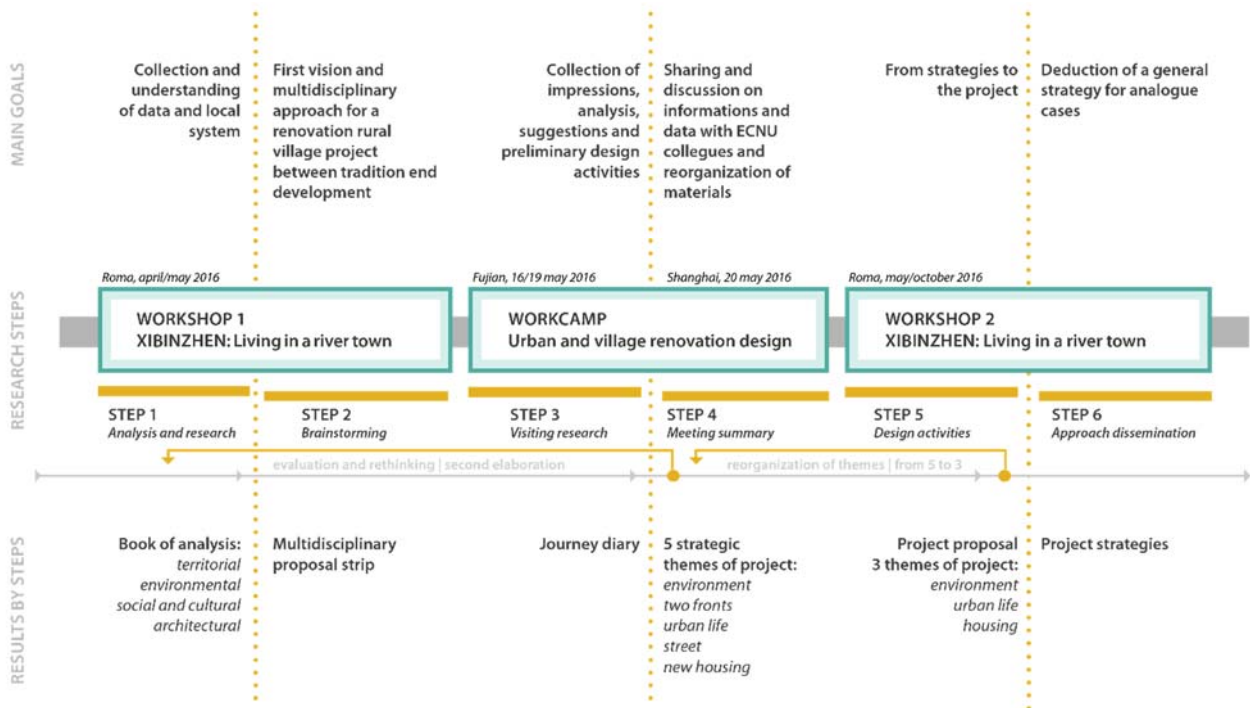 MAIN GOALS
Collection and
understanding
of data and local
system
First vision and
multidisciplinary
approach for a
renovation rural
village project
between tradition end
development
Collection of
impressions,
analysis,
suggestions and
preliminary design
activities
Sharing and
discussion on
informations and
data with ECNU
collegues and
reorganization of
materials
From strategies to
the project
Deduction of a general
strategy for analogue
cases
RESEARCH STEPS
Roma, april/may 2016
WORKSHOP 1
XIBINZHEN: Living in a river town
Fujian, 16/19 may 2016
Shanghai, 20 may 2016
WORKCAMP
Urban and village renovation design
Roma, may/october 2016
WORKSHOP 2
XIBINZHEN: Living in a river town
STEP 1
Analysis and research
STEP 2
Brainstorming
STEP 3
Visiting research
STEP 4
Meeting summary
STEP 5
Design activities
STEP 6
Approach dissemination
evaluation and rethinking | second elaboration
reorganization of themes | from 5 to 3
RESULTS BY STEPS
Book of analysis:
territorial
environmental
social and cultural
architectural
Multidisciplinary
proposal strip
Journey diary
5 strategic
themes of project:
environment
two fronts
urban life
street
new housing
Project proposal
3 themes of project:
environment
urban life
housing
Project strategies